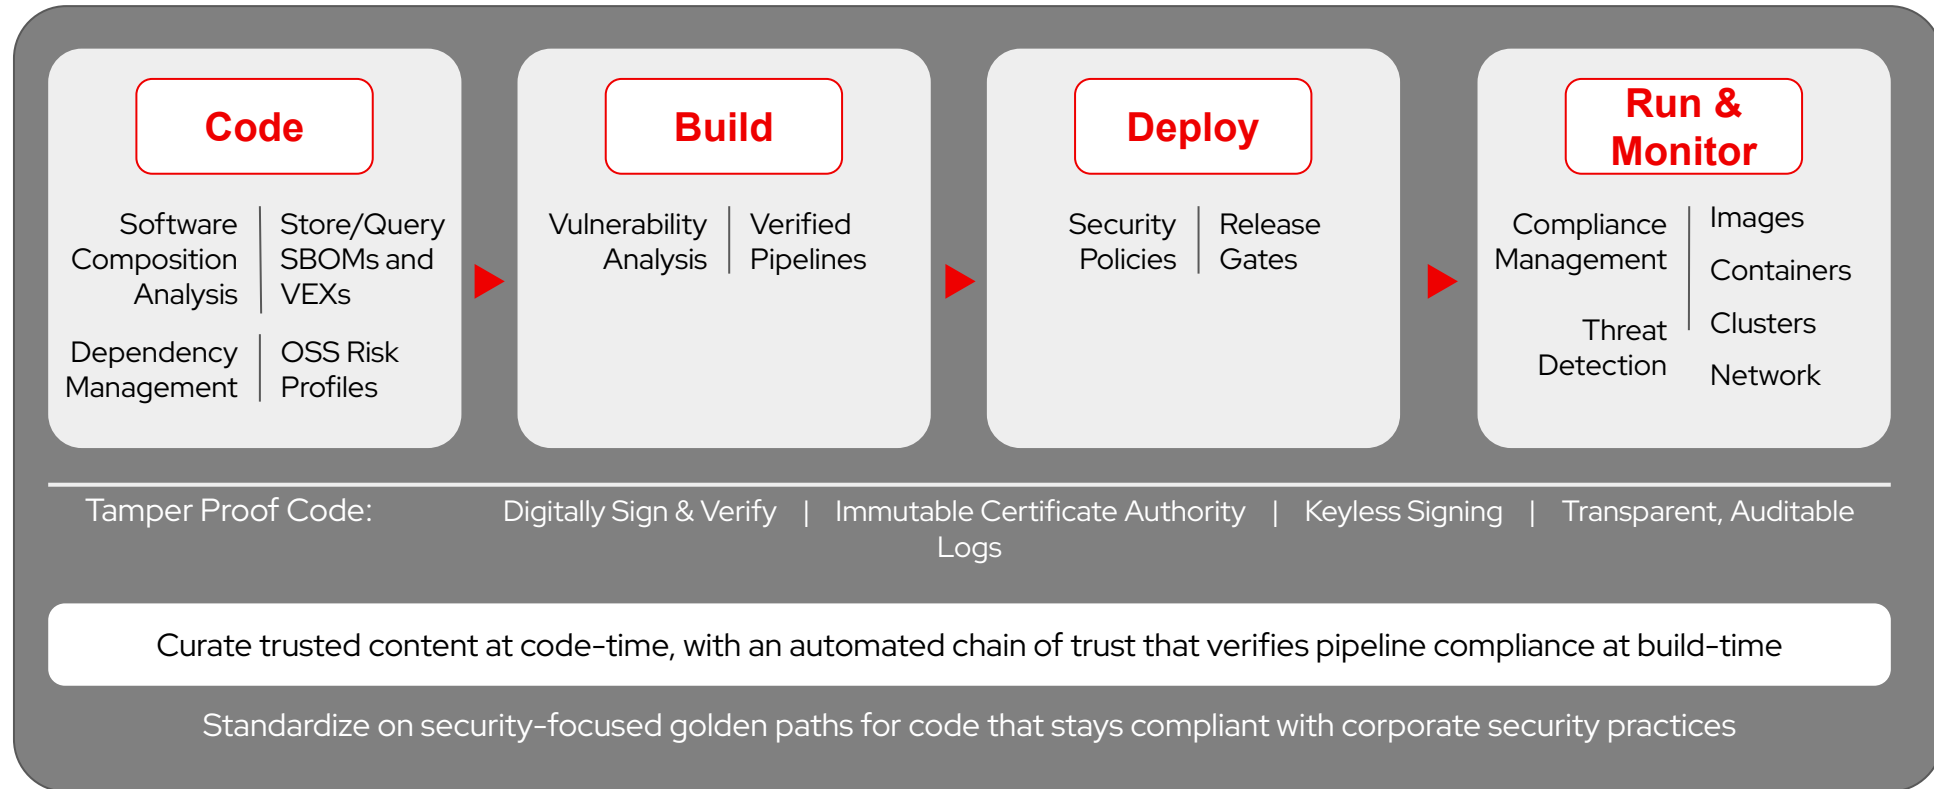 Code
Software
Composition
Analysis
Store/Query
SBOMs and
VEXs
Dependency
Management
OSS Risk
Profiles
Build
Vulnerability
Analysis
Verified
Pipelines
Deploy
Security
Policies
Release
Gates
Run &
Monitor
Compliance
Management
Threat
Detection
Images
Containers
Clusters
Network
Tamper Proof Code:
Digitally Sign & Verify | Immutable Certificate Authority | Keyless Signing | Transparent, Auditable
Logs
Curate trusted content at code-time, with an automated chain of trust that verifies pipeline compliance at build-time
Standardize on security-focused golden paths for code that stays compliant with corporate security practices